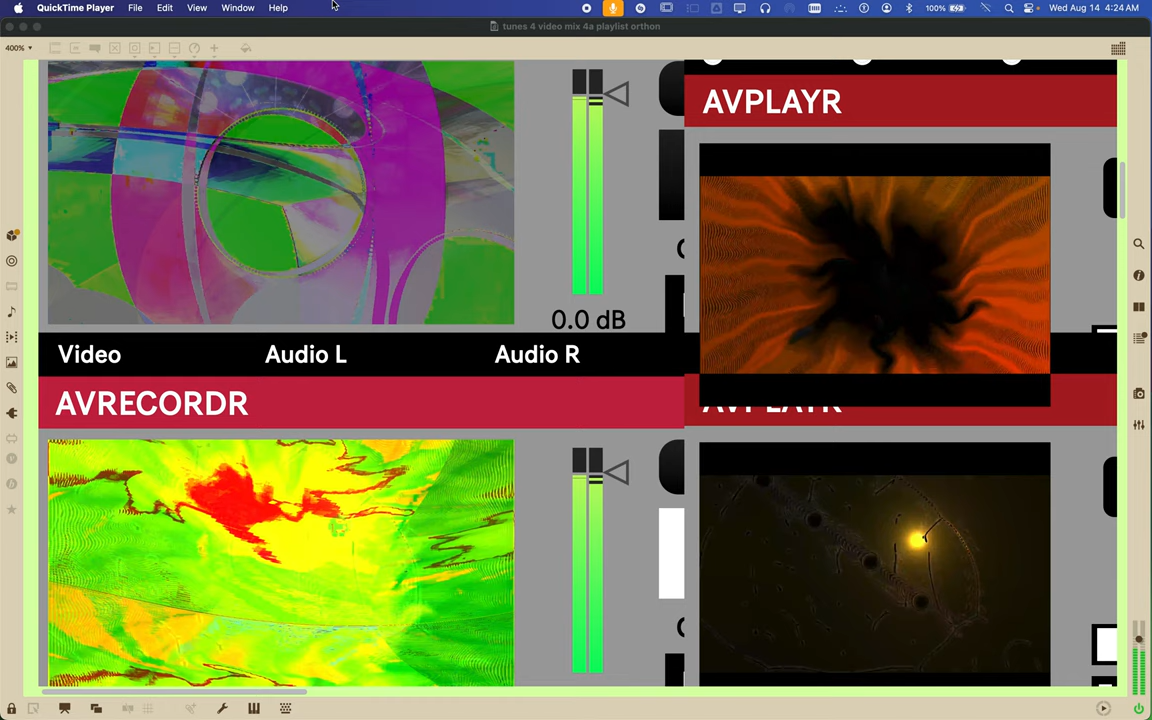 QuickTime Player File Edit View Window Help 100% Wed Aug 14 4:24 AM
tunes 4 video mix 4a playlist orthon
400%
AVPLAYR
0.0 dB
Video Audio L Audio R
AVRECORDR
AVPLAYR